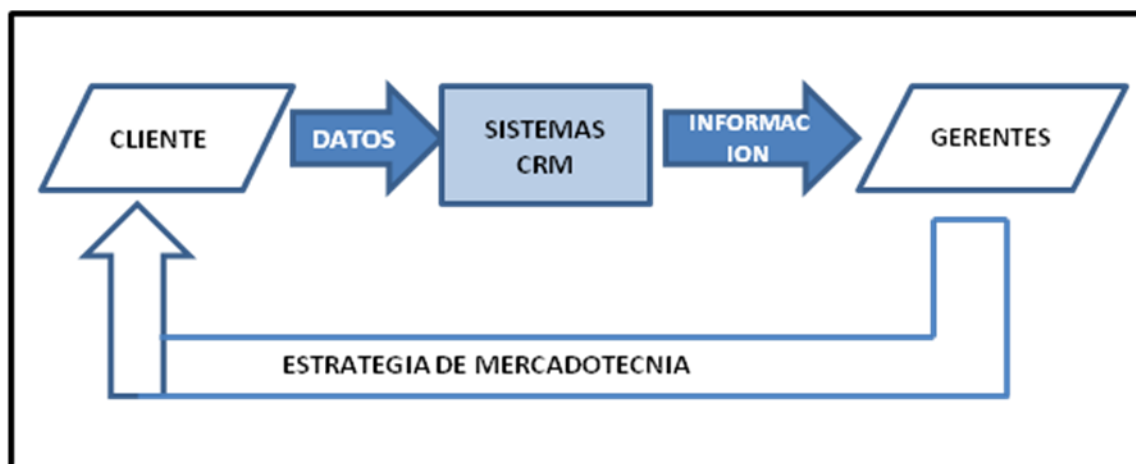 CLIENTE
DATOS
SISTEMAS
CRM
INFORMAC
ION
GERENTES
ESTRATEGIA DE MERCADOTECNIA